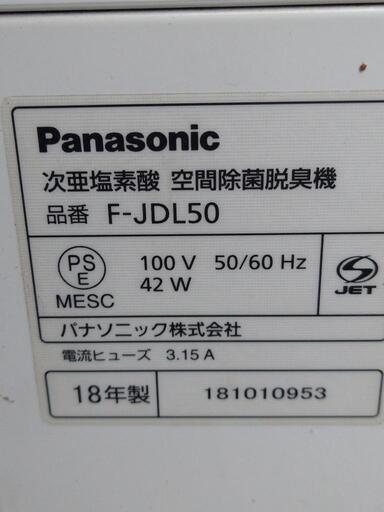 Panasonic
次亜塩素酸 空間除菌脱臭機
品番 F-JDL50
PS
E
MESC
100 V 50/60 Hz
42 W
JET
パナソニック株式会社
電流ヒューズ 3.15 A
18年製
181010953